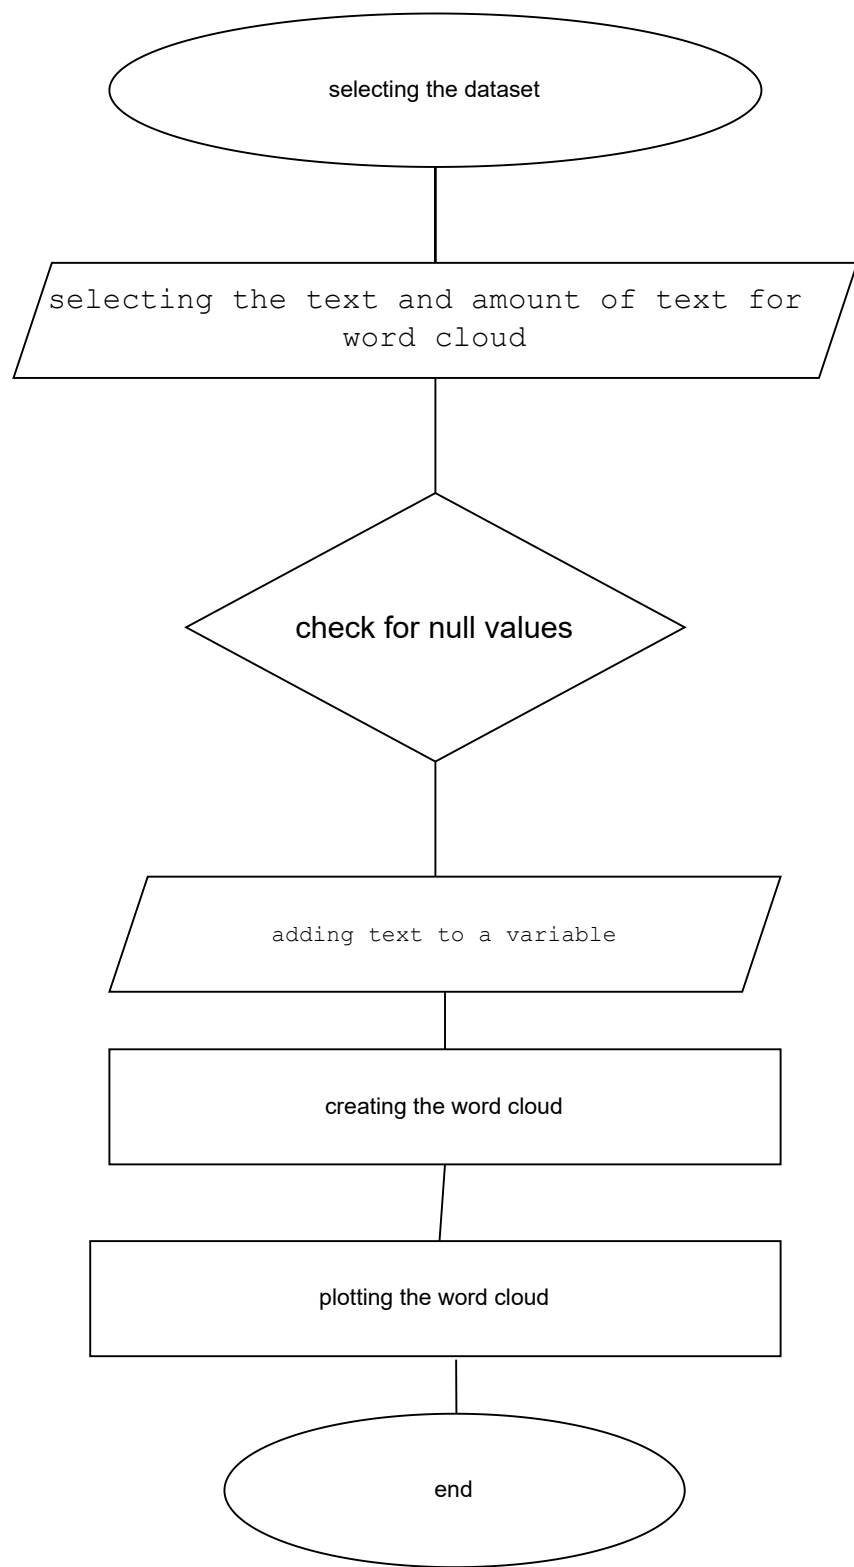 selecting the dataset
selecting the text and amount of text for
word cloud
check for null values
adding text to a variable
creating the word cloud
plotting the word cloud
end